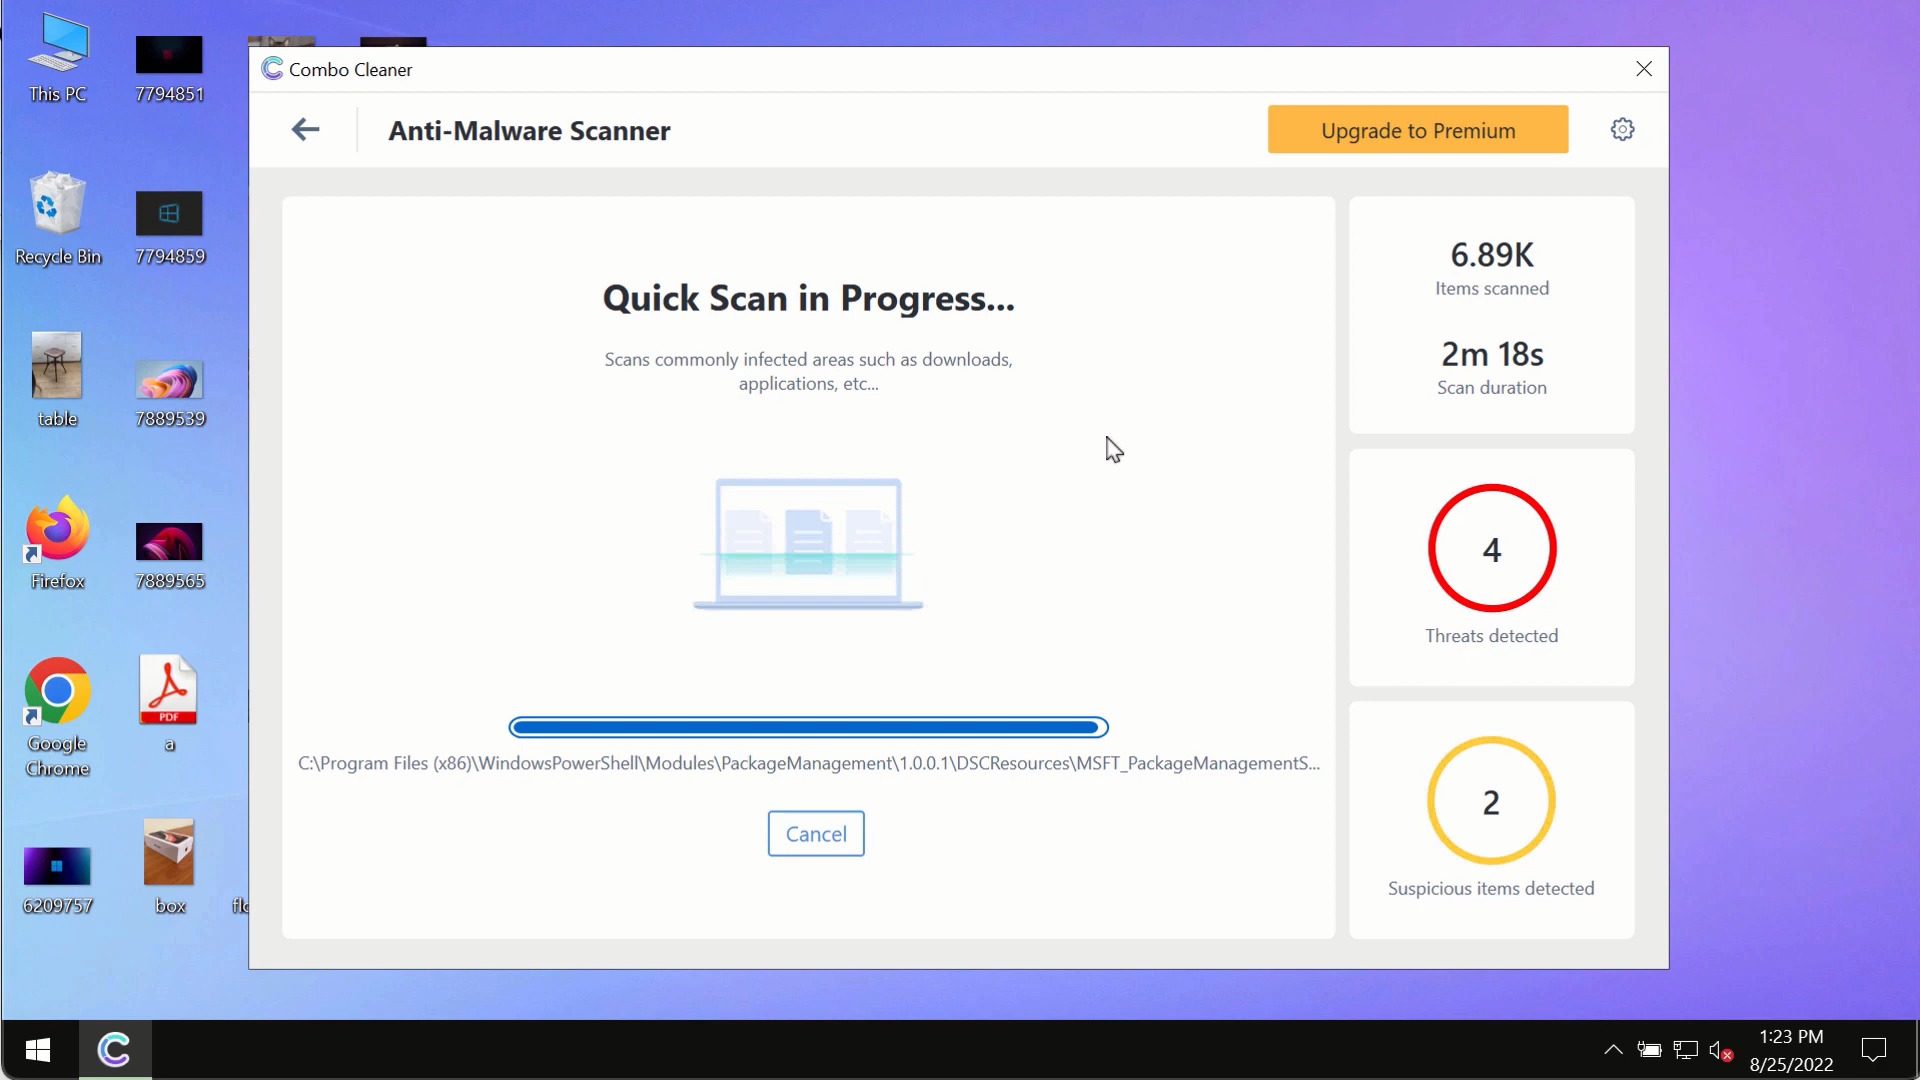 This PC
7794851
Recycle Bin
7794859
table
7889539
Firefox
7889565
Google
Chrome
PDF
a
6209757
box
Combo Cleaner
Anti-Malware Scanner
Upgrade to Premium
Quick Scan in Progress...
Scans commonly infected areas such as downloads,
applications, etc...
C:\Program Files (x86)\WindowsPowerShell\Modules\PackageManagement\1.0.0.1\DSCResources\MSFT_PackageManagementS...
Cancel
6.89K
Items scanned
2m 18s
Scan duration
4
Threats detected
2
Suspicious items detected
1:23 PM
8/25/2022